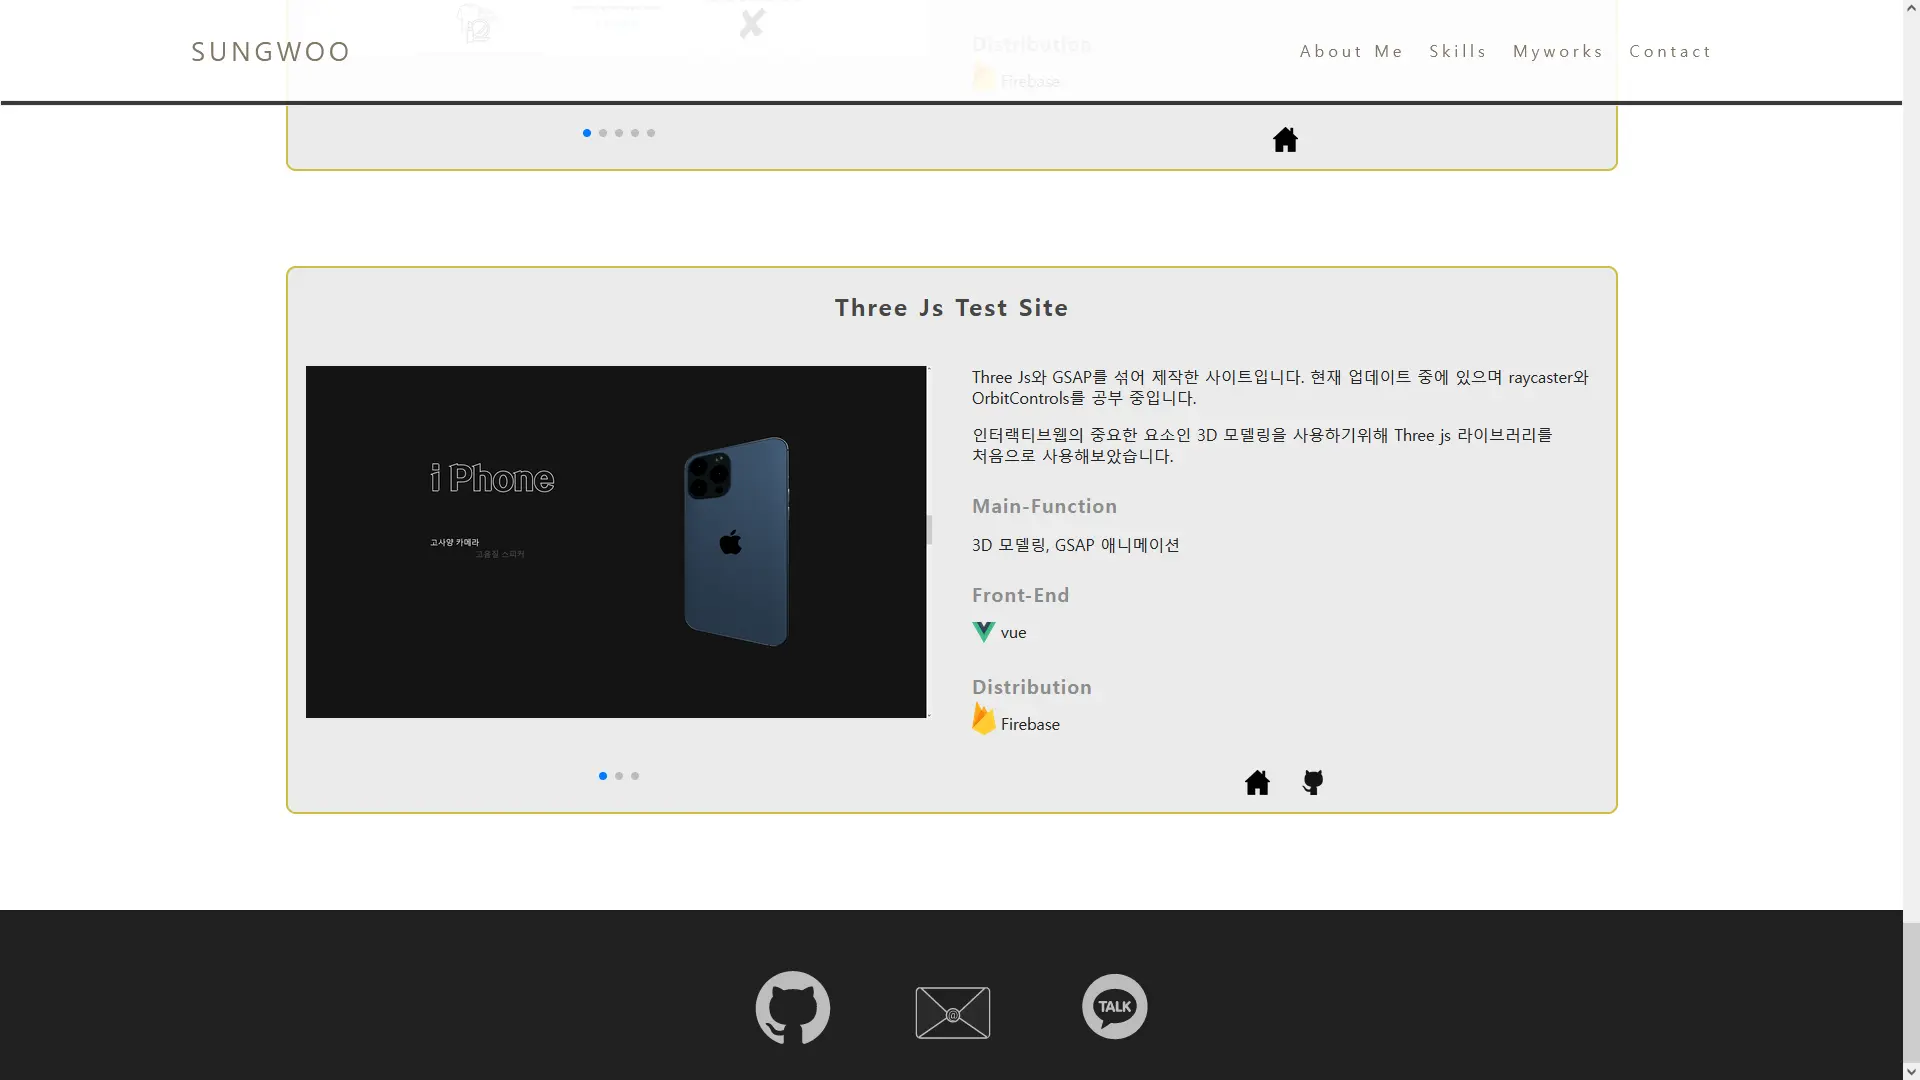 SUNGWOO
About Me Skills Myworks Contact
Distribution
Firebase
Three Js Test Site
i Phone
고사양 카메라
고음질 스피커
Three Js와 GSAP를 섞어 제작한 사이트입니다. 현재 업데이트 중에 있으며 raycaster와
OrbitControls를 공부 중입니다.
인터랙티브웹의 중요한 요소인 3D 모델링을 사용하기위해 Three js 라이브러리를
처음으로 사용해보았습니다.
Main-Function
3D 모델링, GSAP 애니메이션
Front-End
vue
Distribution
Firebase
@
TALK